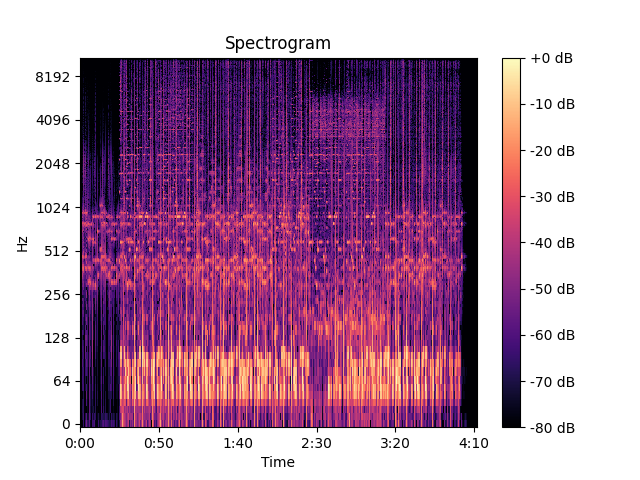 Spectrogram
Hz
8192
4096
2048
1024
512
256
128
64
0
0:00
0:50
1:40
2:30
3:20
4:10
Time
+0 dB
-10 dB
-20 dB
-30 dB
-40 dB
-50 dB
-60 dB
-70 dB
-80 dB